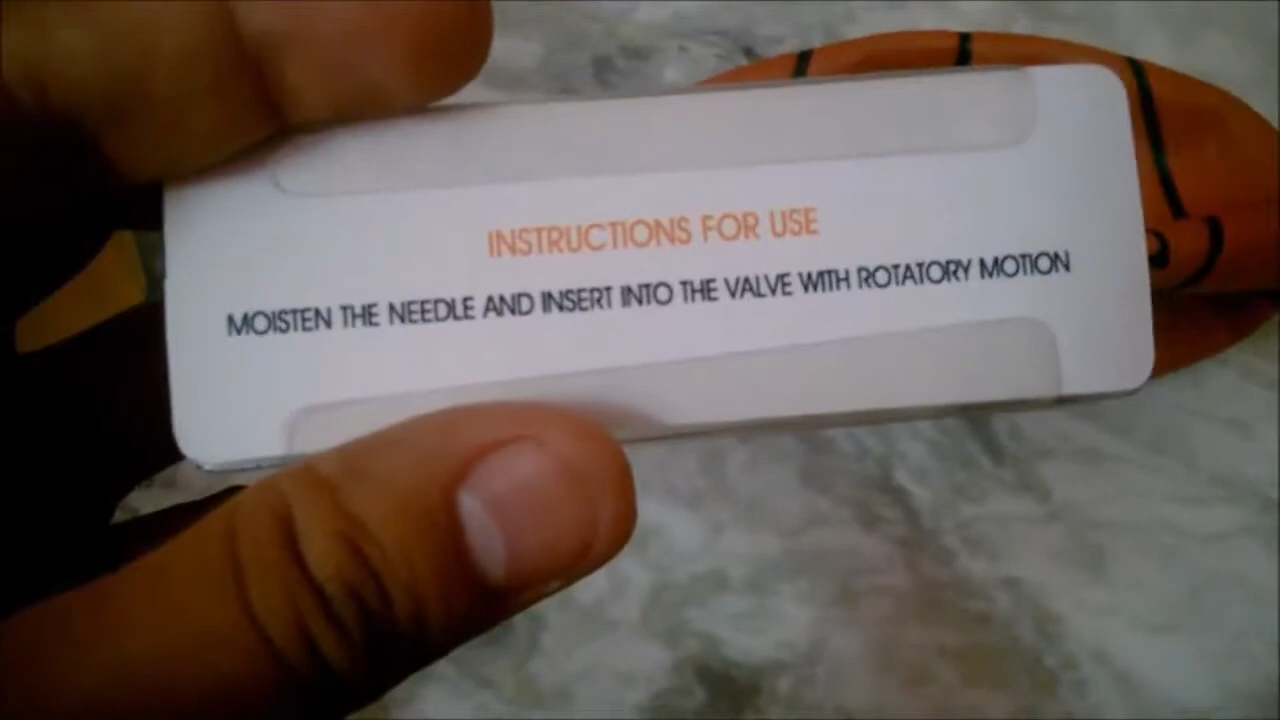 INSTRUCTIONS FOR USE
MOISTEN THE NEEDLE AND INSERT INTO THE VALVE WITH ROTATORY MOTION